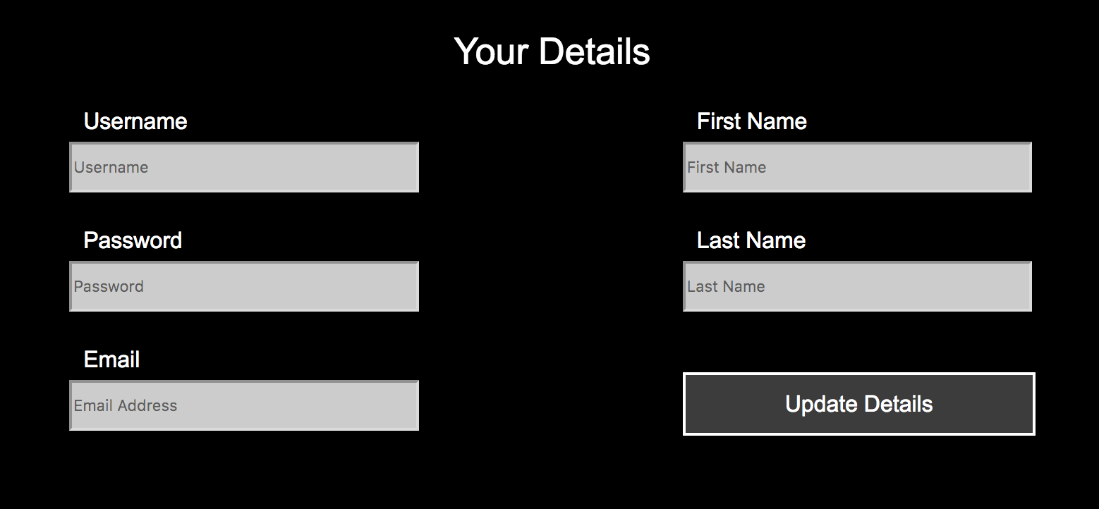 Your Details
Username
Username
Password
Password
Email
Email Address
First Name
First Name
Last Name
Last Name
Update Details